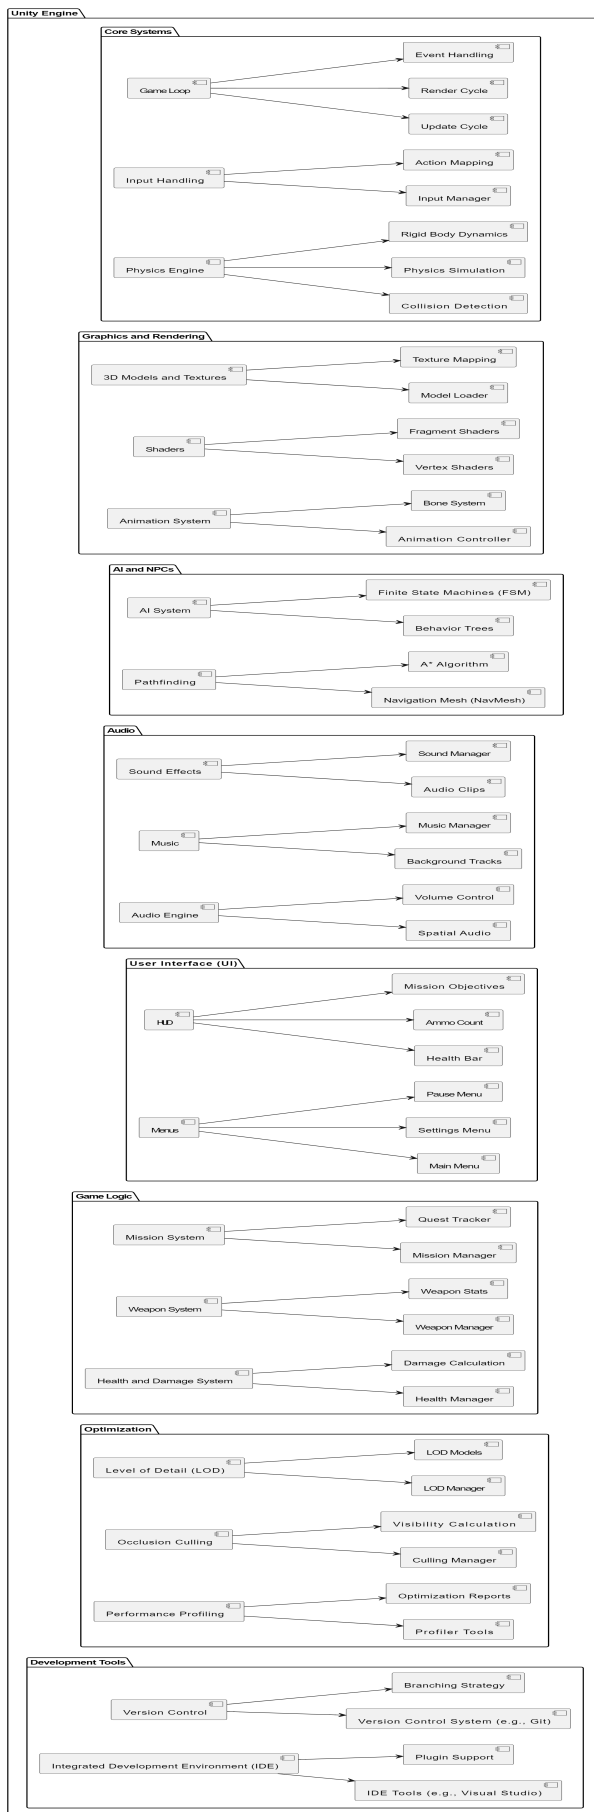 Unity Engine
Core Systems
Event Handling
Game Loop
Render Cycle
Update Cycle
Action Mapping
Input Handling
Input Manager
Rigid Body Dynamics
Physics Engine
Physics Simulation
Collision Detection
Graphics and Rendering
Texture Mapping
3D Models and Textures
Model Loader
Fragment Shaders
Shaders
Vertex Shaders
Bone System
Animation System
Animation Controller
AI and NPCs
Finite State Machines (FSM)
AI System
Behavior Trees
A* Algorithm
Pathfinding
Navigation Mesh (NavMesh)
Audio
Sound Manager
Sound Effects
Audio Clips
Music Manager
Music
Background Tracks
Volume Control
Audio Engine
Spatial Audio
User Interface (UI)
Mission Objectives
HUD
Ammo Count
Health Bar
Pause Menu
Menus
Settings Menu
Main Menu
Game Logic
Quest Tracker
Mission System
Mission Manager
Weapon Stats
Weapon System
Weapon Manager
Damage Calculation
Health and Damage System
Health Manager
Optimization
LOD Models
Level of Detail (LOD)
LOD Manager
Visibility Calculation
Occlusion Culling
Culling Manager
Optimization Reports
Performance Profiling
Profiler Tools
Development Tools
Branching Strategy
Version Control
Version Control System (e.g., Git)
Plugin Support
Integrated Development Environment (IDE)
IDE Tools (e.g., Visual Studio)